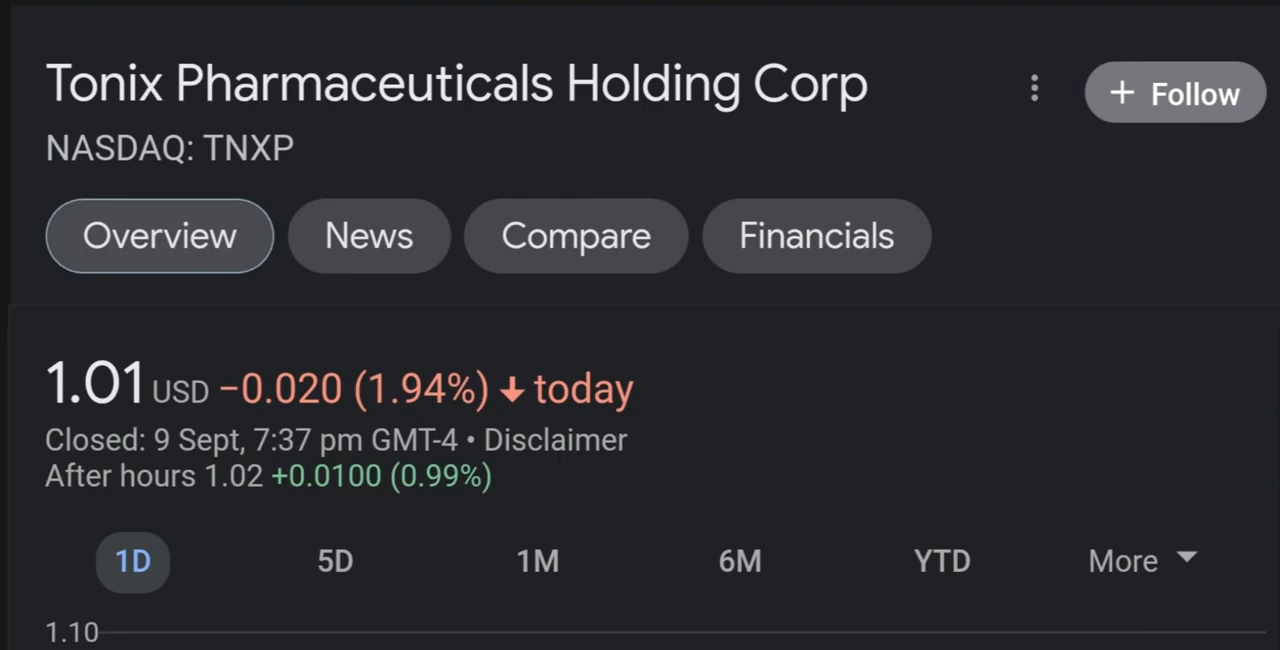 Tonix Pharmaceuticals Holding Corp
+ Follow
NASDAQ: TNXP
Overview News Compare Financials
1.01 USD −0.020 (1.94%) ↓ today
Closed: 9 Sept, 7:37 pm GMT-4 • Disclaimer
After hours 1.02 +0.0100 (0.99%)
1D 5D 1M 6M YTD More
1.10